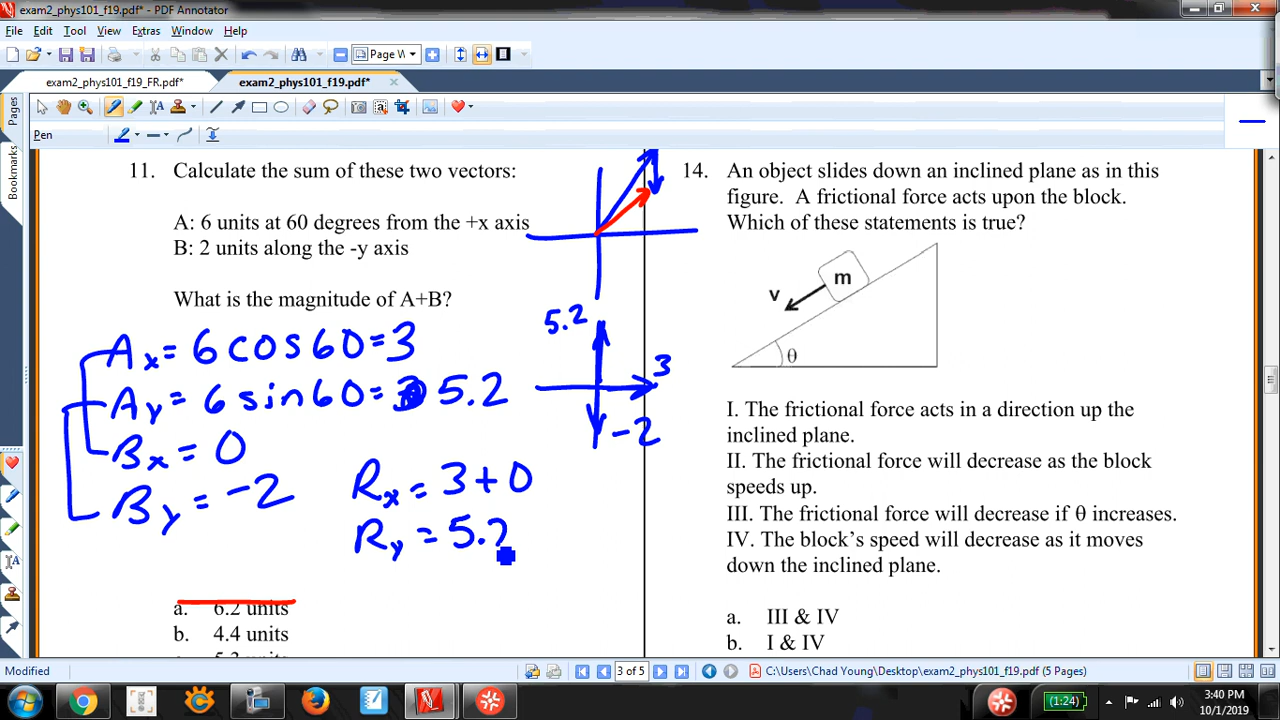 exam2_phys101_f19.pdf* - PDF Annotator
File Edit Tool View Extras Window Help
Page W
exam2_phys101_f19_FR.pdf*
exam2_phys101_f19.pdf*
Pen
Pages
Bookmarks
11. Calculate the sum of these two vectors:
A: 6 units at 60 degrees from the +x axis
B: 2 units along the -y axis
What is the magnitude of A+B?
Ax = 6 cos 60 = 3
Ay = 6 sin 60 = 5.2
Bx = 0
By = -2
Rx = 3 + 0
Ry = 5.2
5.2
3
-2
a. 6.2 units
b. 4.4 units
14. An object slides down an inclined plane as in this
figure. A frictional force acts upon the block.
Which of these statements is true?
m
v
θ
I. The frictional force acts in a direction up the
inclined plane.
II. The frictional force will decrease as the block
speeds up.
III. The frictional force will decrease if θ increases.
IV. The block's speed will decrease as it moves
down the inclined plane.
a. III & IV
b. I & IV
Modified
3 of 5
C:\Users\Chad Young\Desktop\exam2_phys101_f19.pdf (5 Pages)
(1:24)
3:40 PM
10/1/2019